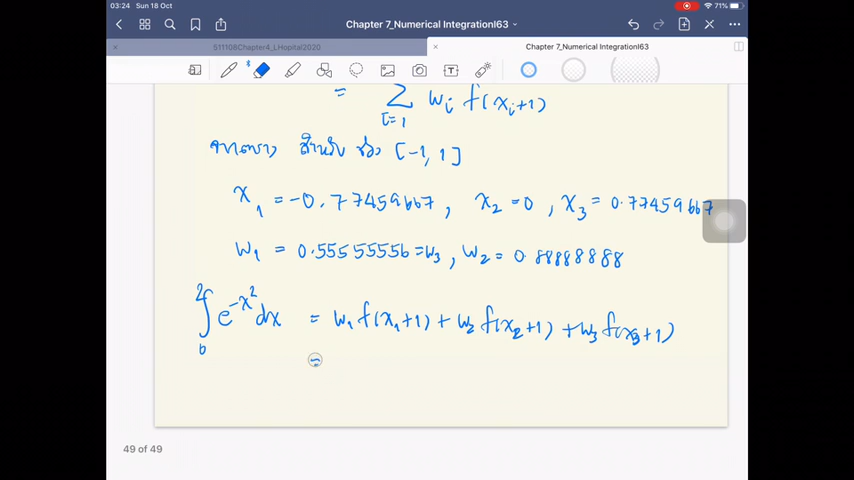 03:24 Sun 18 Oct
71%
Chapter 7_Numerical IntegrationI63
511108Chapter4_LHopital2020
Chapter 7_Numerical IntegrationI63
= ∑ i=1 wᵢ f(xᵢ+1)
จากตาราง สำหรับ ช่วง [-1, 1]
x₁ = -0.77459667, x₂ = 0, x₃ = 0.77459667
w₁ = 0.55555556 = w₃, w₂ = 0.88888888
∫₀² e^{-x²} dx = w₁ f(x₁+1) + w₂ f(x₂+1) + w₃ f(x₃+1)
=
49 of 49